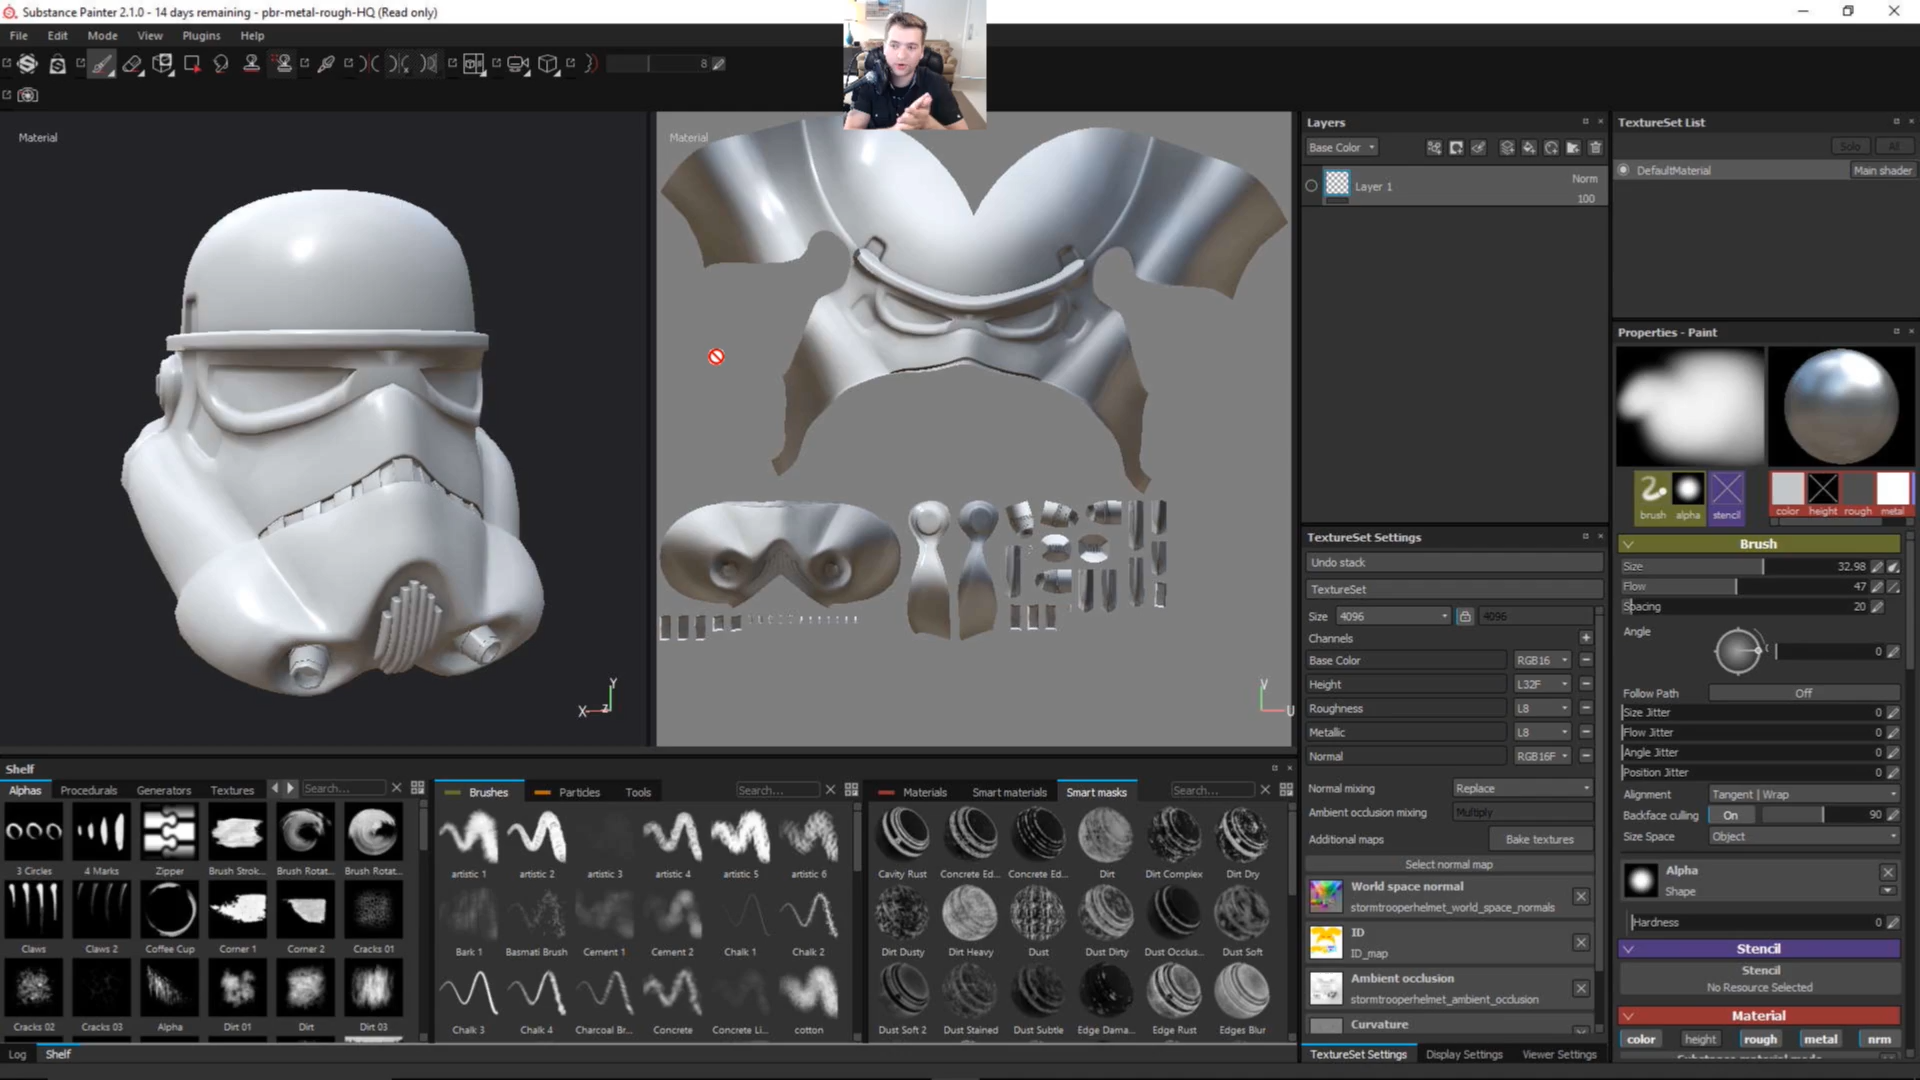 Substance Painter 2.1.0 - 14 days remaining - pbr-metal-rough-HQ (Read only)
File Edit Mode View Plugins Help
8
Material
Material
X Z Y
V U
Layers
Base Color
Layer 1 Norm
100
TextureSet List
Solo All
DefaultMaterial Main shader
Properties - Paint
brush alpha stencil color height rough metal
Brush
Size 32.98
Flow 47
Spacing 20
Angle
0
Follow Path Off
Size Jitter 0
Flow Jitter 0
Angle Jitter 0
Position Jitter 0
Alignment Tangent | Wrap
Backface culling On 90
Size Space Object
Alpha
Shape
Hardness 0
Stencil
Stencil
No Resource Selected
Material
color height rough metal nrm
TextureSet Settings
Undo stack
TextureSet
Size 4096 4096
Channels
Base Color RGB16
Height L32F
Roughness L8
Metallic L8
Normal RGB16F
Normal mixing Replace
Ambient occlusion mixing Multiply
Additional maps Bake textures
Select normal map
World space normal
stormtrooperhelmet_world_space_normals
ID
ID_map
Ambient occlusion
stormtrooperhelmet_ambient_occlusion
Curvature
TextureSet Settings Display Settings Viewer Settings
Shelf
Alphas Procedurals Generators Textures Search...
3 Circles 4 Marks Zipper Brush Strok... Brush Rotat... Brush Rotat...
Claws Claws 2 Coffee Cup Corner 1 Corner 2 Cracks 01
Cracks 02 Cracks 03 Alpha Dirt 01 Dirt Dirt 03
Brushes Particles Tools Search...
artistic 1 artistic 2 artistic 3 artistic 4 artistic 5 artistic 6
Bark 1 Basmati Brush Cement 1 Cement 2 Chalk 1 Chalk 2
Chalk 3 Chalk 4 Charcoal Br... Concrete Concrete Li... cotton
Materials Smart materials Smart masks Search...
Cavity Rust Concrete Ed... Concrete Ed... Dirt Dirt Complex Dirt Dry
Dirt Dusty Dirt Heavy Dust Dust Dirty Dust Occlus... Dust Soft
Dust Soft 2 Dust Stained Dust Subtle Edge Dama... Edge Rust Edges Blur
Log Shelf